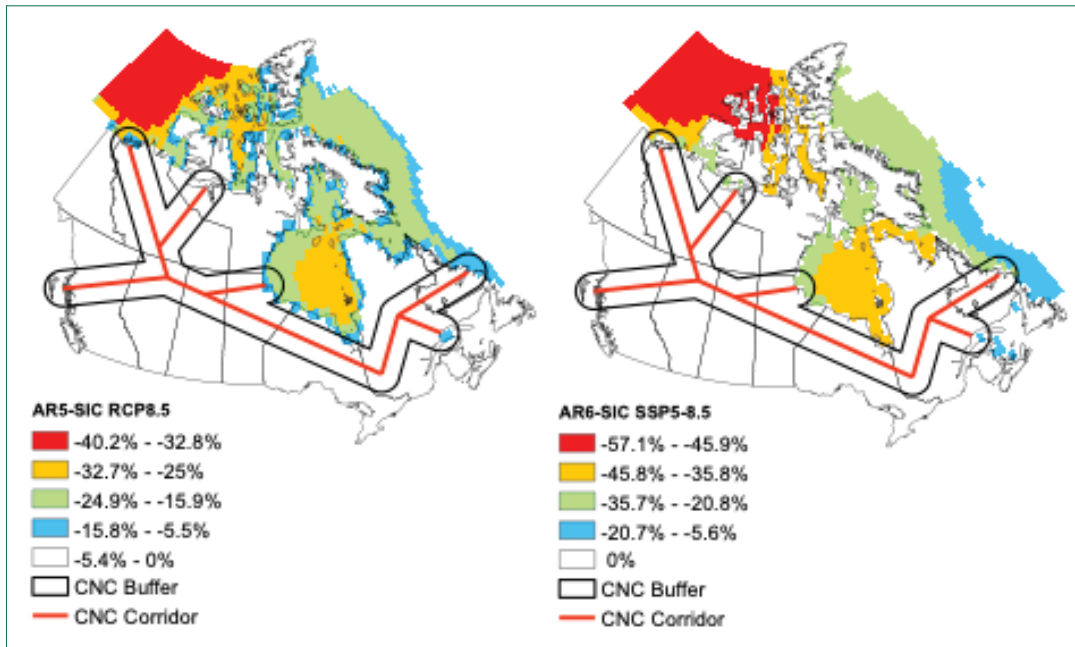 AR5-SIC RCP8.5
-40.2% - -32.8%
-32.7% - -25%
-24.9% - -15.9%
-15.8% - -5.5%
-5.4% - 0%
CNC Buffer
CNC Corridor
AR6-SIC SSP5-8.5
-57.1% - -45.9%
-45.8% - -35.8%
-35.7% - -20.8%
-20.7% - -5.6%
0%
CNC Buffer
CNC Corridor